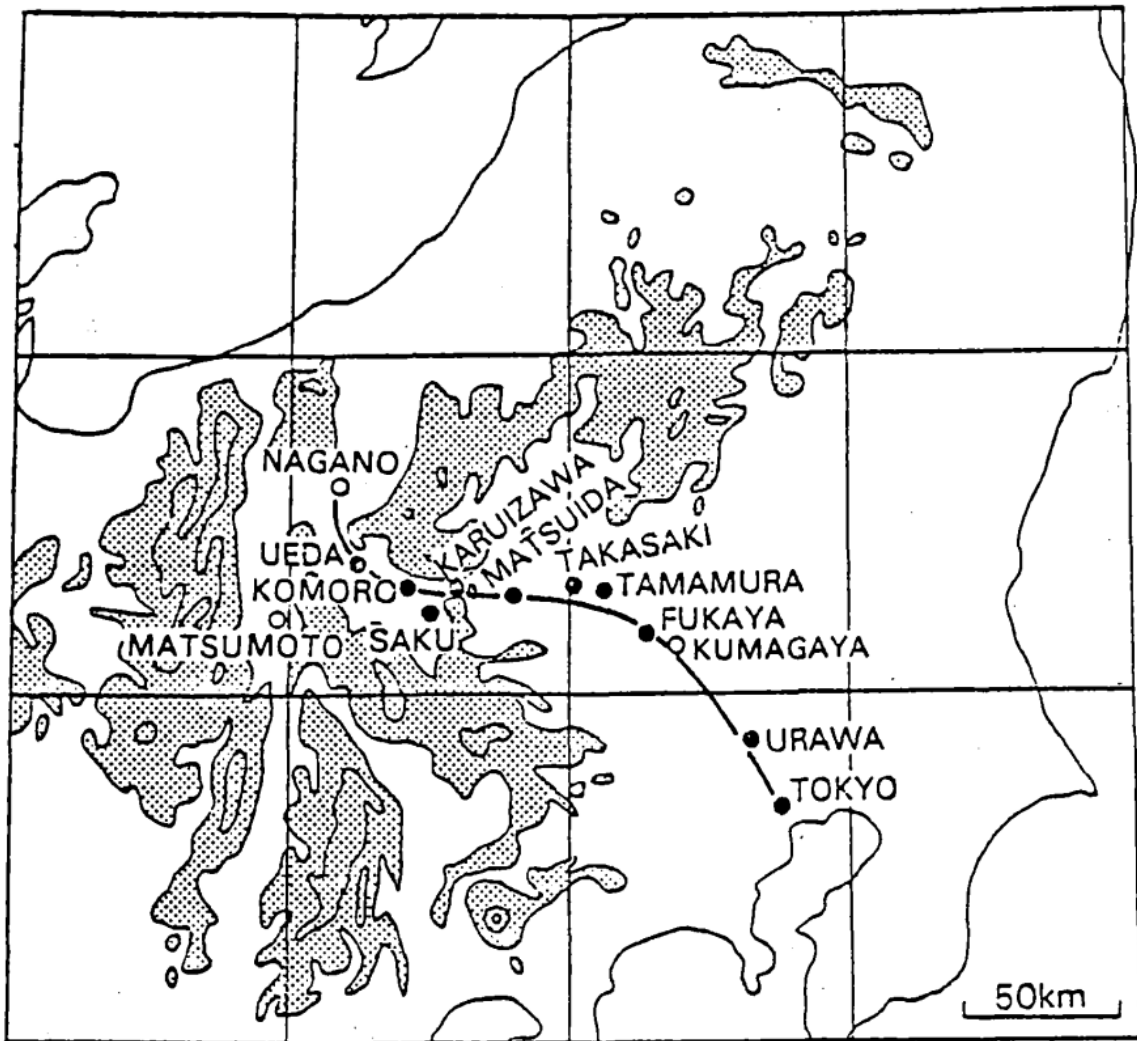 NAGANO
KARUIZAWA
MATSUIDA
UEDA
TAKASAKI
KOMORO
TAMAMURA
MATSUMOTO
SAKU
FUKAYA
KUMAGAYA
URAWA
TOKYO
50km